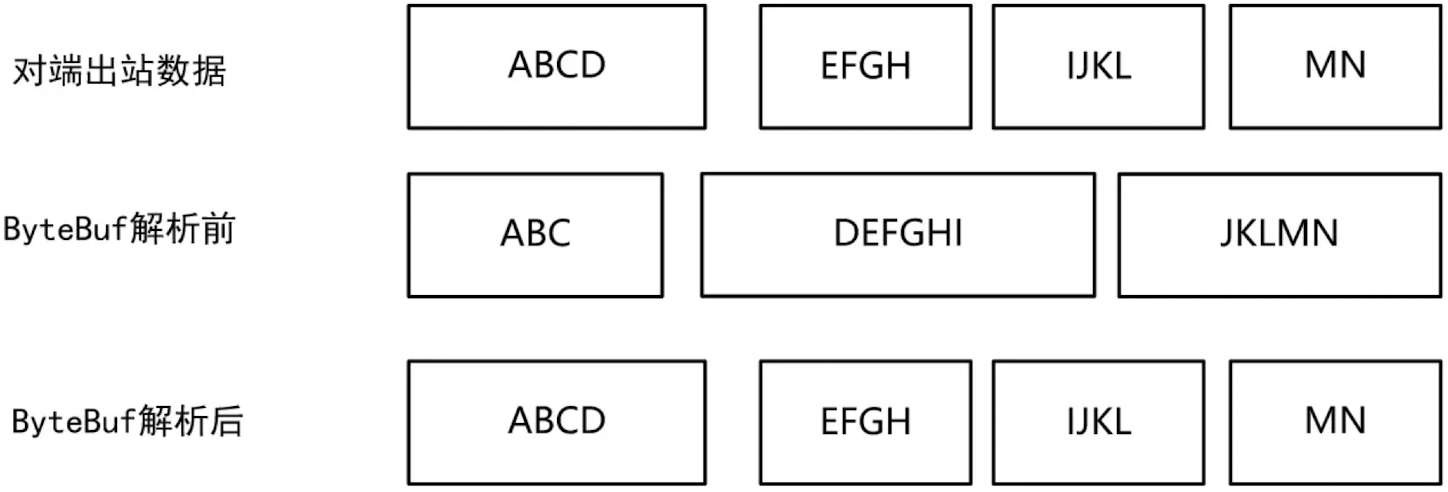 对端出站数据 ABCD EFGH IJKL MN
ByteBuf解析前 ABC DEFGHI JKLMN
ByteBuf解析后 ABCD EFGH IJKL MN